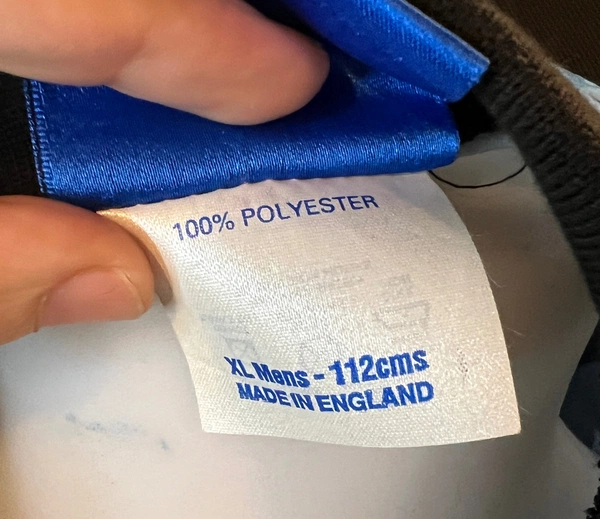 100% POLYESTER
XL Mens - 112cms
MADE IN ENGLAND